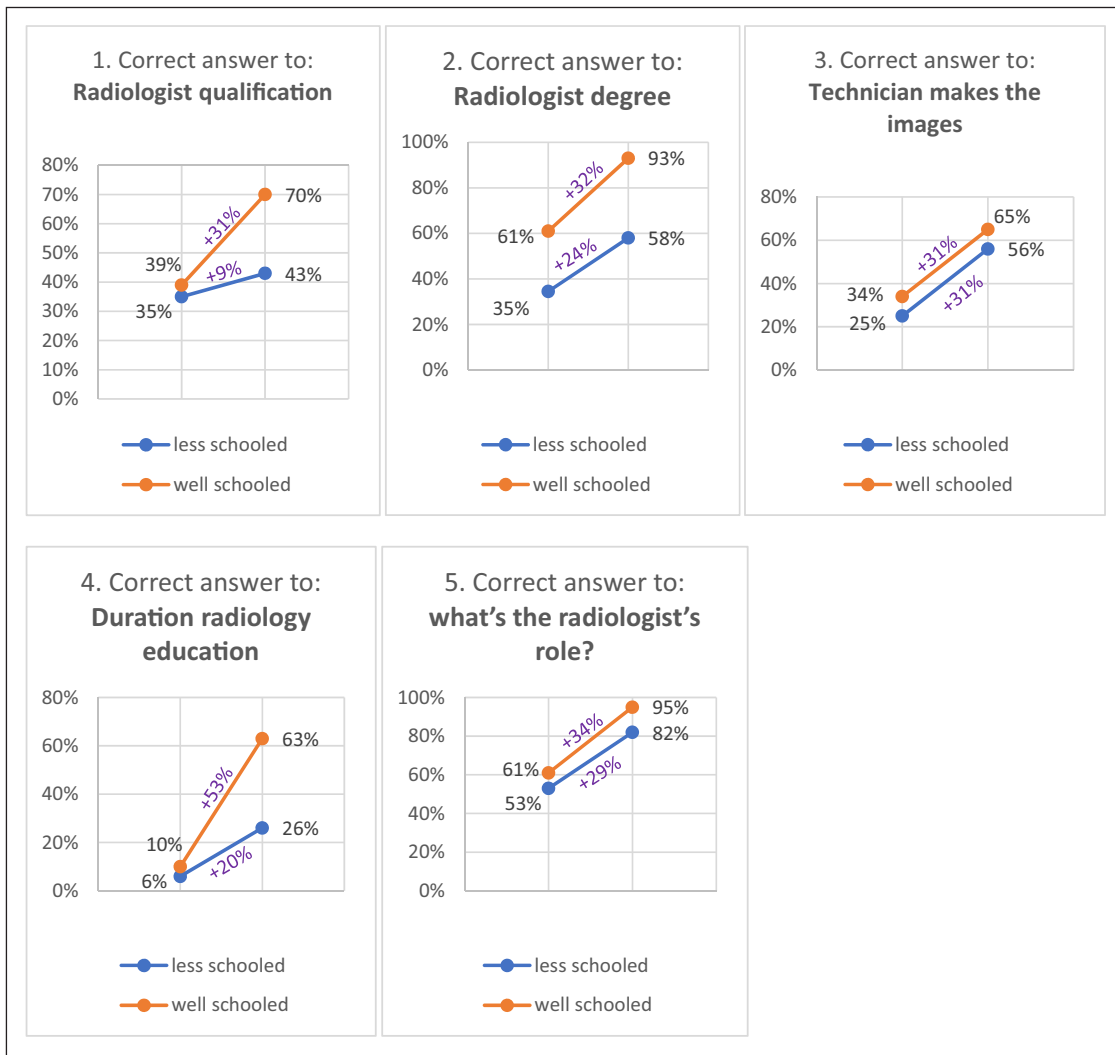 1. Correct answer to:
Radiologist qualification
80%
70%
60%
50%
40%
30%
20%
10%
0%
39%
35%
+31%
+9%
70%
43%
less schooled
well schooled
2. Correct answer to:
Radiologist degree
100%
80%
60%
40%
20%
0%
61%
35%
+32%
+24%
93%
58%
less schooled
well schooled
3. Correct answer to:
Technician makes the
images
80%
60%
40%
20%
0%
34%
25%
+31%
+31%
65%
56%
less schooled
well schooled
4. Correct answer to:
Duration radiology
education
80%
60%
40%
20%
0%
10%
6%
+53%
+20%
63%
26%
less schooled
well schooled
5. Correct answer to:
what’s the radiologist’s
role?
100%
80%
60%
40%
20%
0%
61%
53%
+34%
+29%
95%
82%
less schooled
well schooled